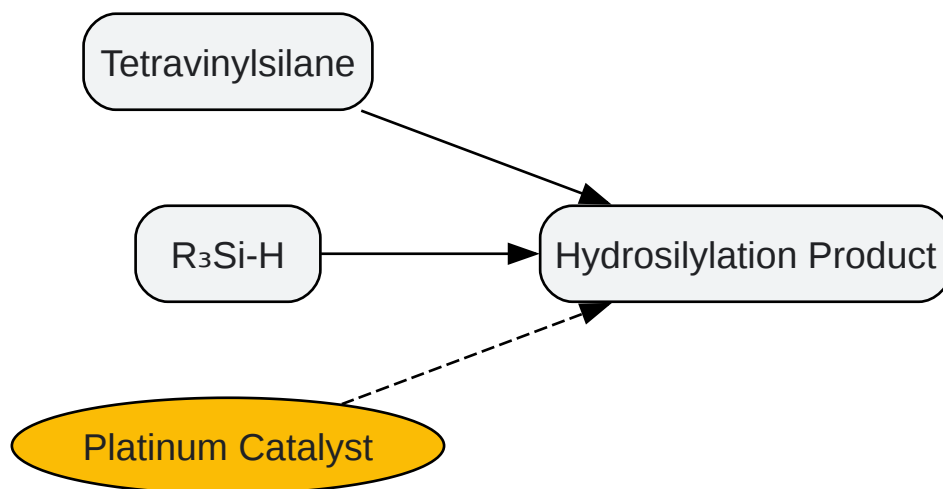 Tetravinylsilane
R₃Si-H
Hydrosilylation Product
Platinum Catalyst